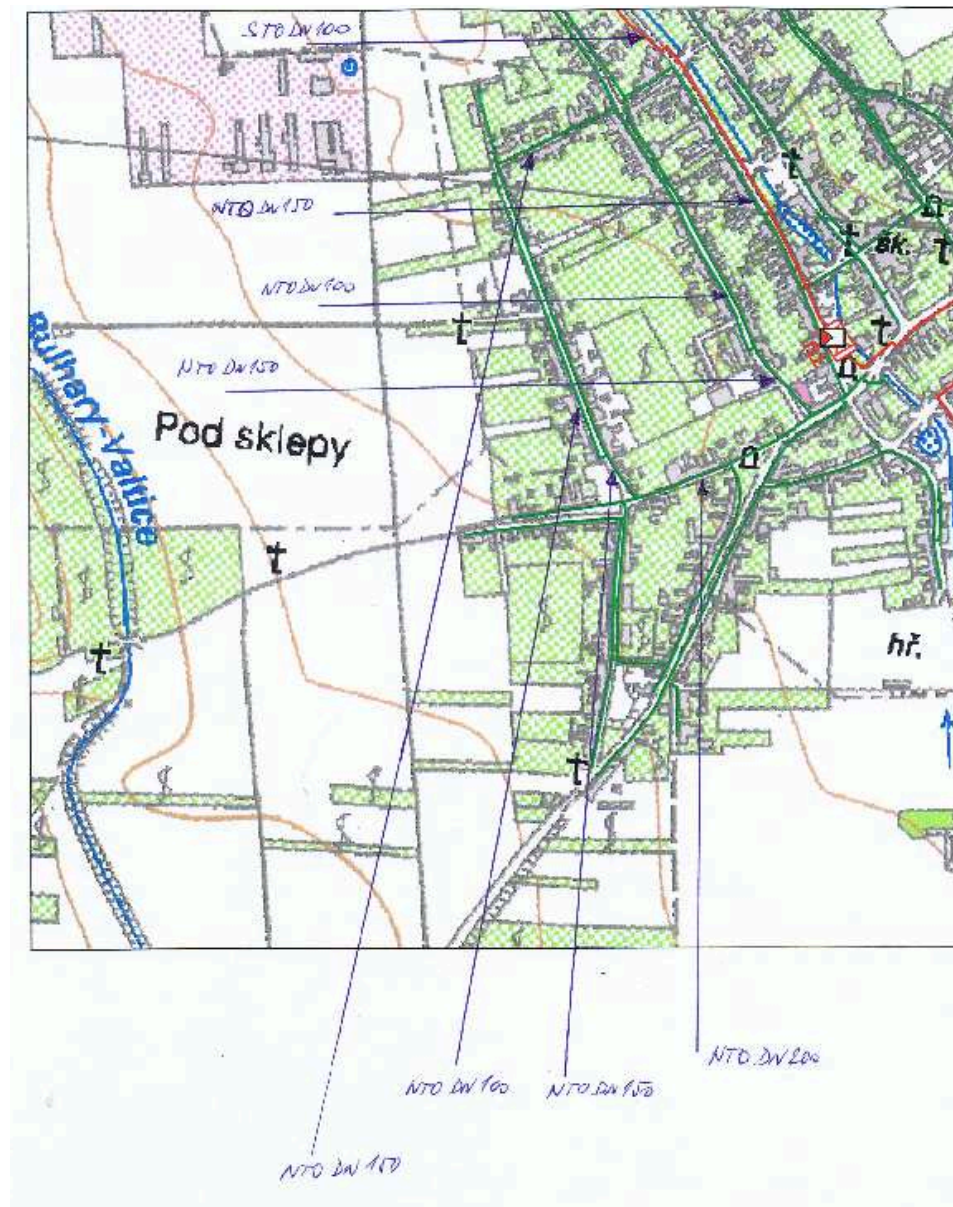 STO DN 100
NTO DN 150
šk.
NTO DN 100
NTO DN 150
Bulhary-Valtice
Pod sklepy
hř.
NTO DN 200
NTO DN 100
NTO DN 150
NTO DN 150